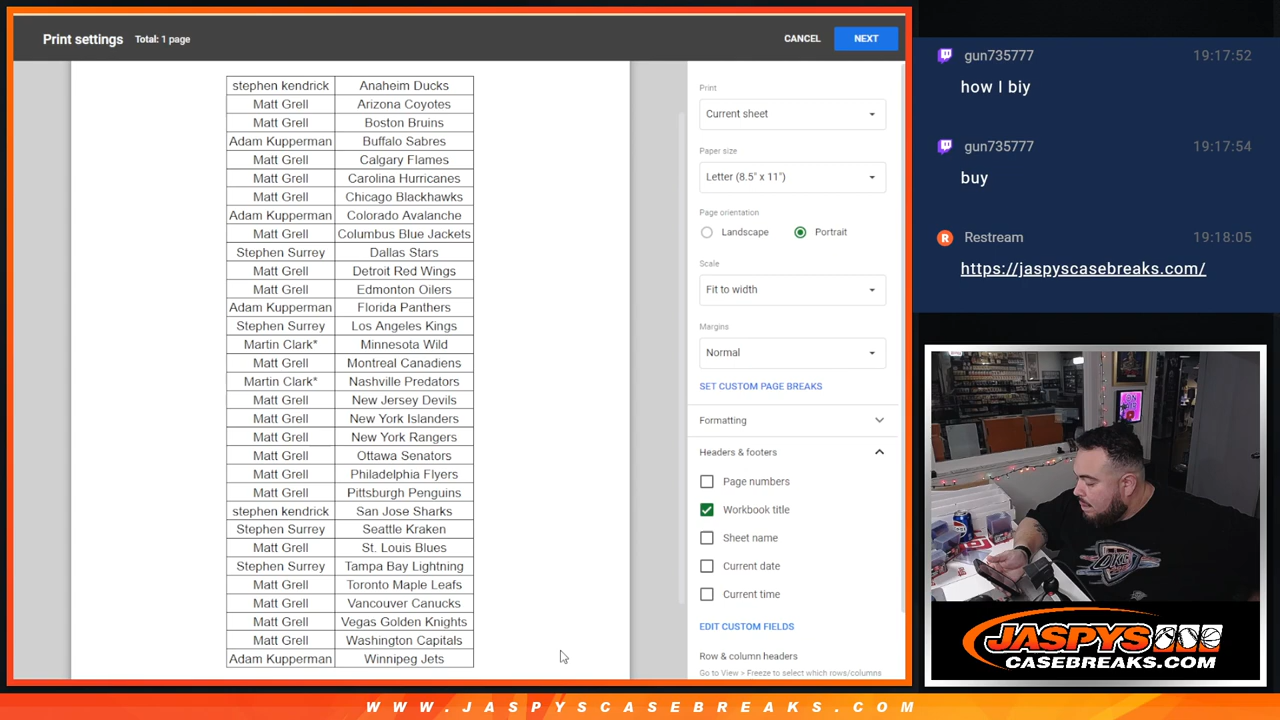 Print settings Total: 1 page CANCEL NEXT
stephen kendrick Anaheim Ducks
Matt Grell Arizona Coyotes
Matt Grell Boston Bruins
Adam Kupperman Buffalo Sabres
Matt Grell Calgary Flames
Matt Grell Carolina Hurricanes
Matt Grell Chicago Blackhawks
Adam Kupperman Colorado Avalanche
Matt Grell Columbus Blue Jackets
Stephen Surrey Dallas Stars
Matt Grell Detroit Red Wings
Matt Grell Edmonton Oilers
Adam Kupperman Florida Panthers
Stephen Surrey Los Angeles Kings
Martin Clark* Minnesota Wild
Matt Grell Montreal Canadiens
Martin Clark* Nashville Predators
Matt Grell New Jersey Devils
Matt Grell New York Islanders
Matt Grell New York Rangers
Matt Grell Ottawa Senators
Matt Grell Philadelphia Flyers
Matt Grell Pittsburgh Penguins
stephen kendrick San Jose Sharks
Stephen Surrey Seattle Kraken
Matt Grell St. Louis Blues
Stephen Surrey Tampa Bay Lightning
Matt Grell Toronto Maple Leafs
Matt Grell Vancouver Canucks
Matt Grell Vegas Golden Knights
Matt Grell Washington Capitals
Adam Kupperman Winnipeg Jets
Print
Current sheet
Paper size
Letter (8.5" x 11")
Page orientation
Landscape Portrait
Scale
Fit to width
Margins
Normal
SET CUSTOM PAGE BREAKS
Formatting
Headers & footers
Page numbers
Workbook title
Sheet name
Current date
Current time
EDIT CUSTOM FIELDS
Row & column headers
Go to View > Freeze to select which rows/columns
gun735777 19:17:52
how I biy
gun735777 19:17:54
buy
R Restream 19:18:05
https://jaspyscasebreaks.com/
JASPYS
CASEBREAKS.COM
WWW.JASPYSCASEBREAKS.COM